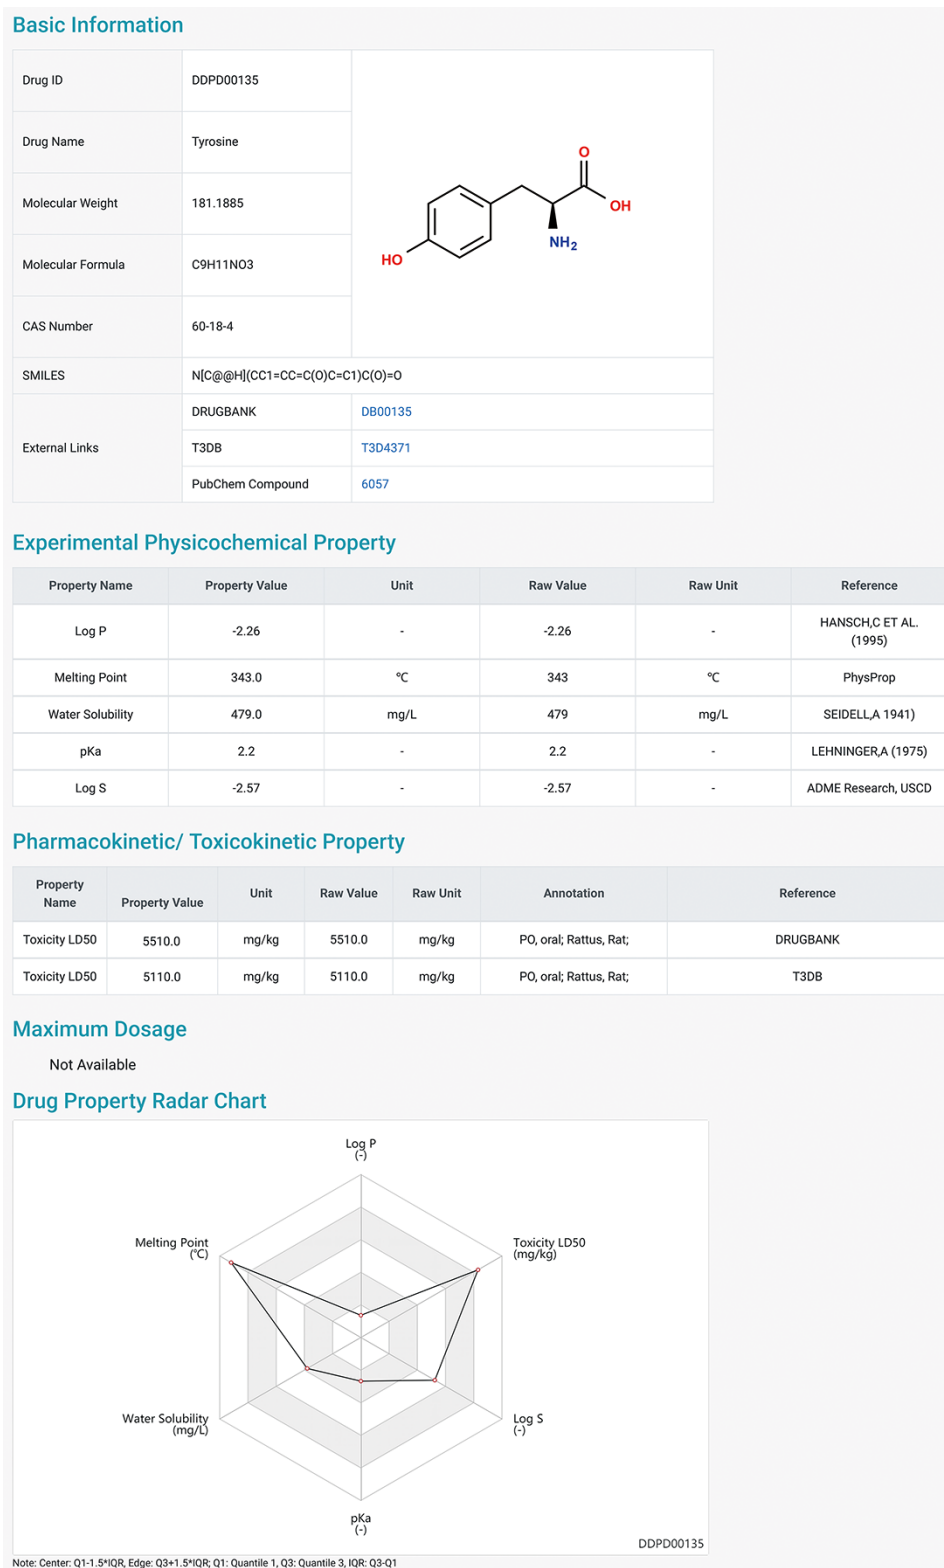 Basic Information
Drug ID DDPD00135
Drug Name Tyrosine
Molecular Weight 181.1885
Molecular Formula C9H11NO3
CAS Number 60-18-4
O
OH
NH2
HO
SMILES N[C@@H](CC1=CC=C(O)C=C1)C(O)=O
External Links
DRUGBANK DB00135
T3DB T3D4371
PubChem Compound 6057
Experimental Physicochemical Property
Property Name Property Value Unit Raw Value Raw Unit Reference
Log P -2.26 - -2.26 - HANSCH,C ET AL.
(1995)
Melting Point 343.0 ℃ 343 ℃ PhysProp
Water Solubility 479.0 mg/L 479 mg/L SEIDELL,A 1941)
pKa 2.2 - 2.2 - LEHNINGER,A (1975)
Log S -2.57 - -2.57 - ADME Research, USCD
Pharmacokinetic/ Toxicokinetic Property
Property
Name Property Value Unit Raw Value Raw Unit Annotation Reference
Toxicity LD50 5510.0 mg/kg 5510.0 mg/kg PO, oral; Rattus, Rat; DRUGBANK
Toxicity LD50 5110.0 mg/kg 5110.0 mg/kg PO, oral; Rattus, Rat; T3DB
Maximum Dosage
Not Available
Drug Property Radar Chart
Log P
(-)
Melting Point
(℃)
Toxicity LD50
(mg/kg)
Water Solubility
(mg/L)
Log S
(-)
pKa
(-)
DDPD00135
Note: Center: Q1-1.5*IQR, Edge: Q3+1.5*IQR; Q1: Quantile 1, Q3: Quantile 3, IQR: Q3-Q1